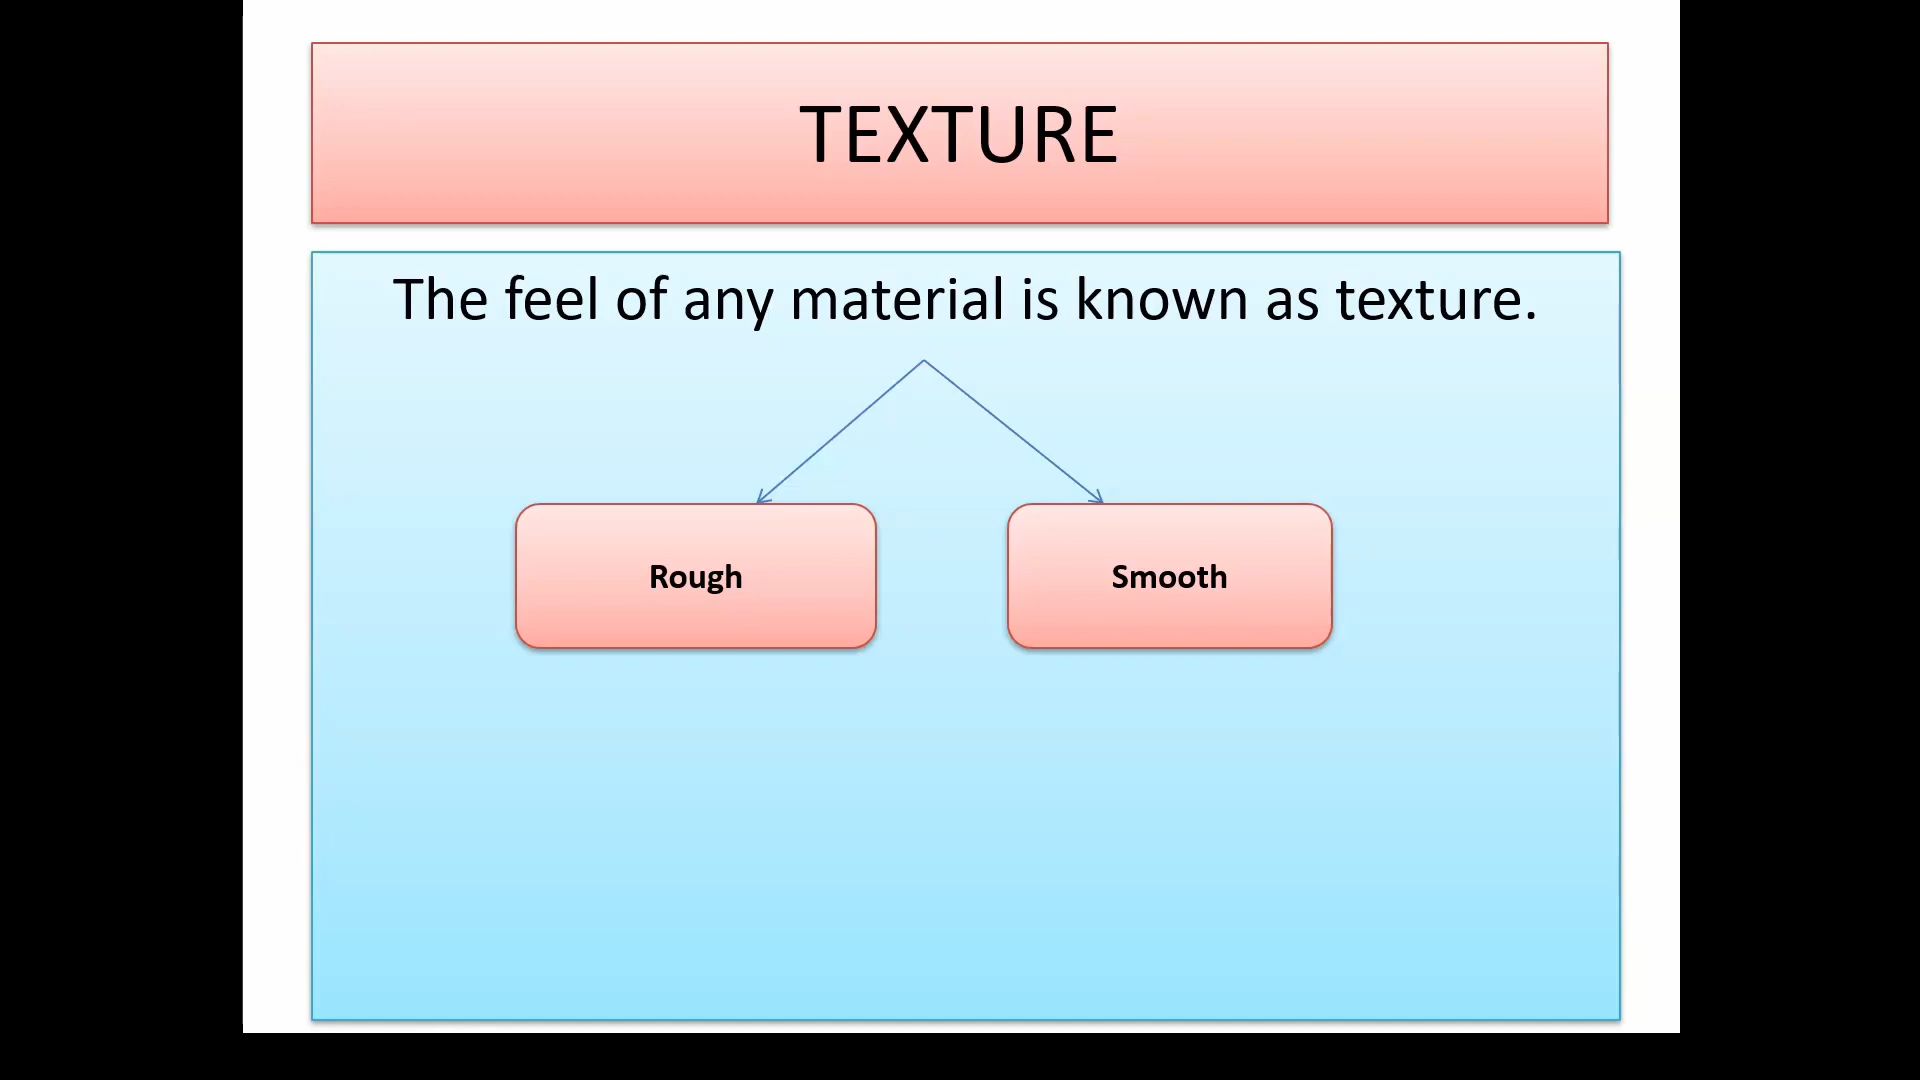 TEXTURE
The feel of any material is known as texture.
Rough
Smooth